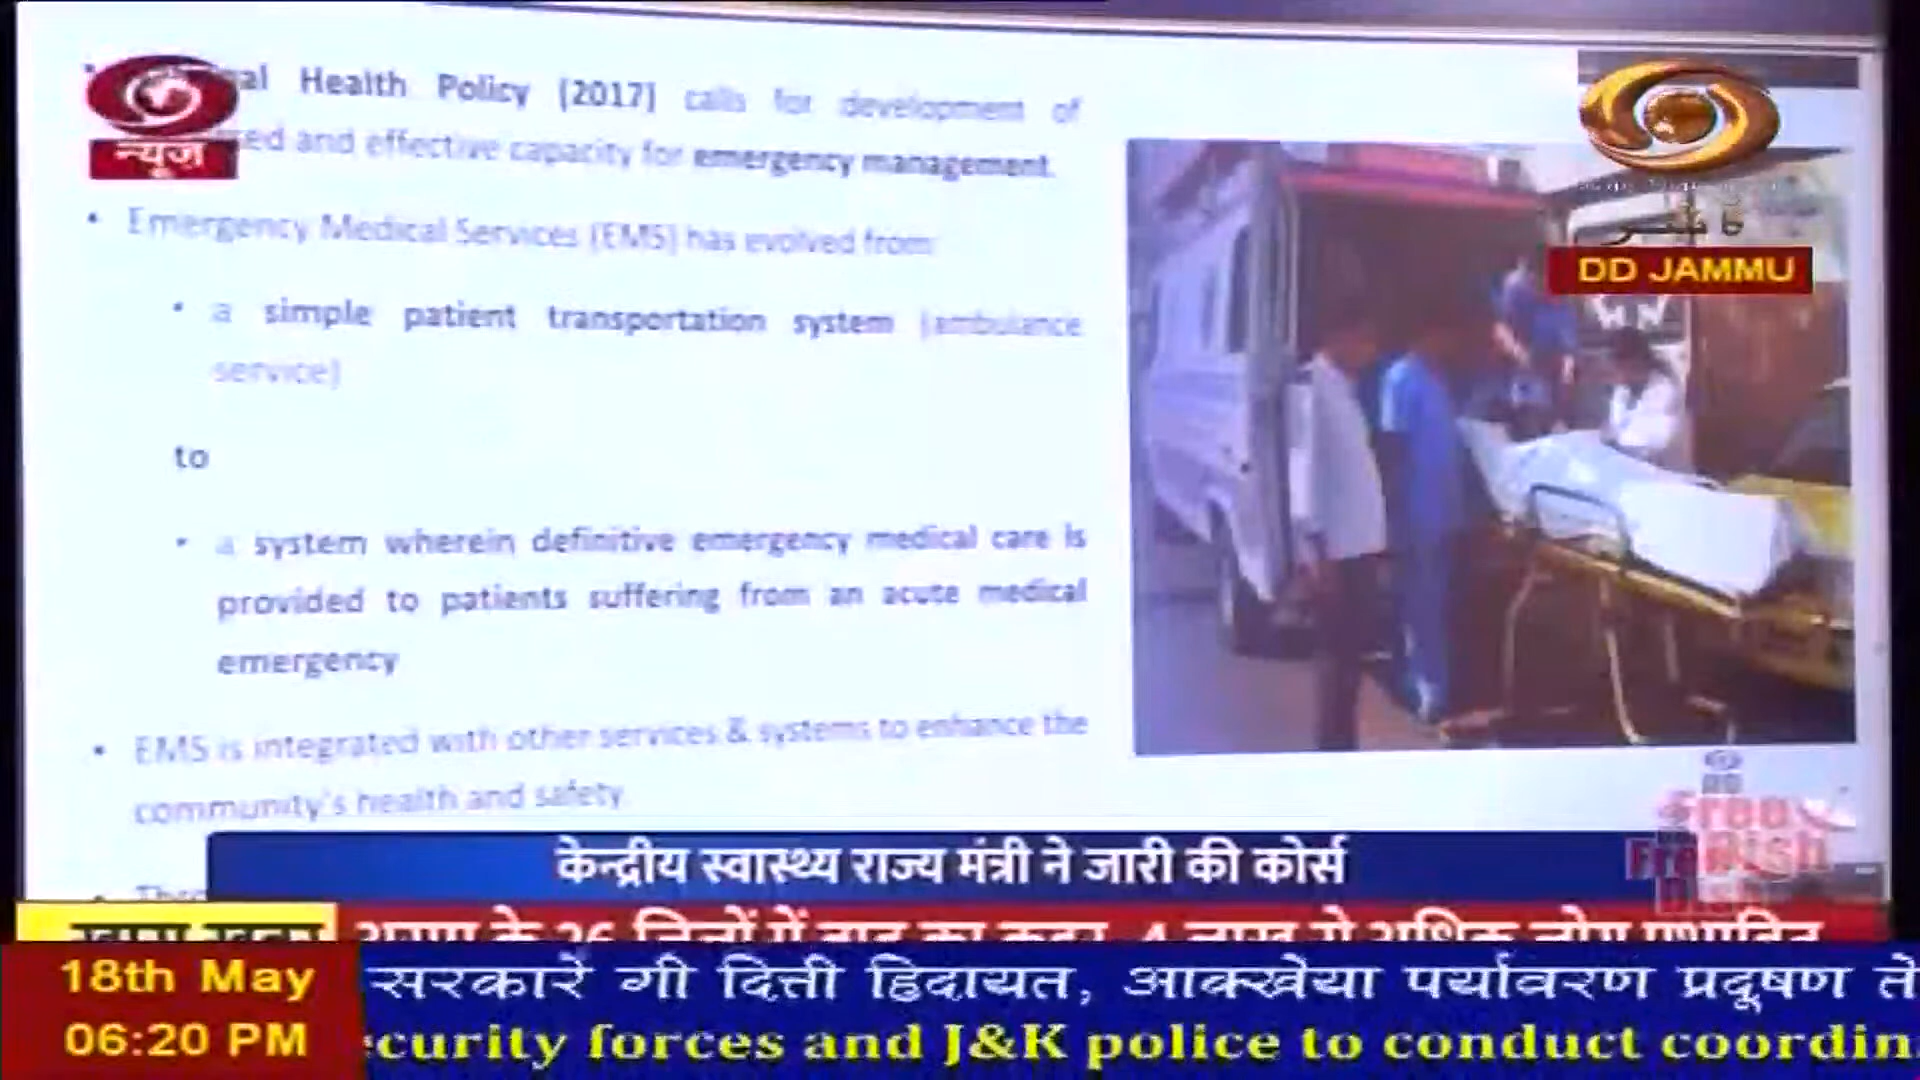 al Health Policy (2017) calls for development of
and effective capacity for emergency management.
न्यूज़
• Emergency Medical Services (EMS) has evolved from
• a simple patient transportation system (ambulance
service)
to
• a system wherein definitive emergency medical care is
provided to patients suffering from an acute medical
emergency
• EMS is integrated with other services & systems to enhance the
community's health and safety
DD JAMMU
Free
Dish
केन्द्रीय स्वास्थ्य राज्य मंत्री ने जारी की कोर्स
18th May
06:20 PM
सरकारें गी दित्ती हिदायत, आक्खेया पर्यावरण प्रदूषण ते
curity forces and J&K police to conduct coordin